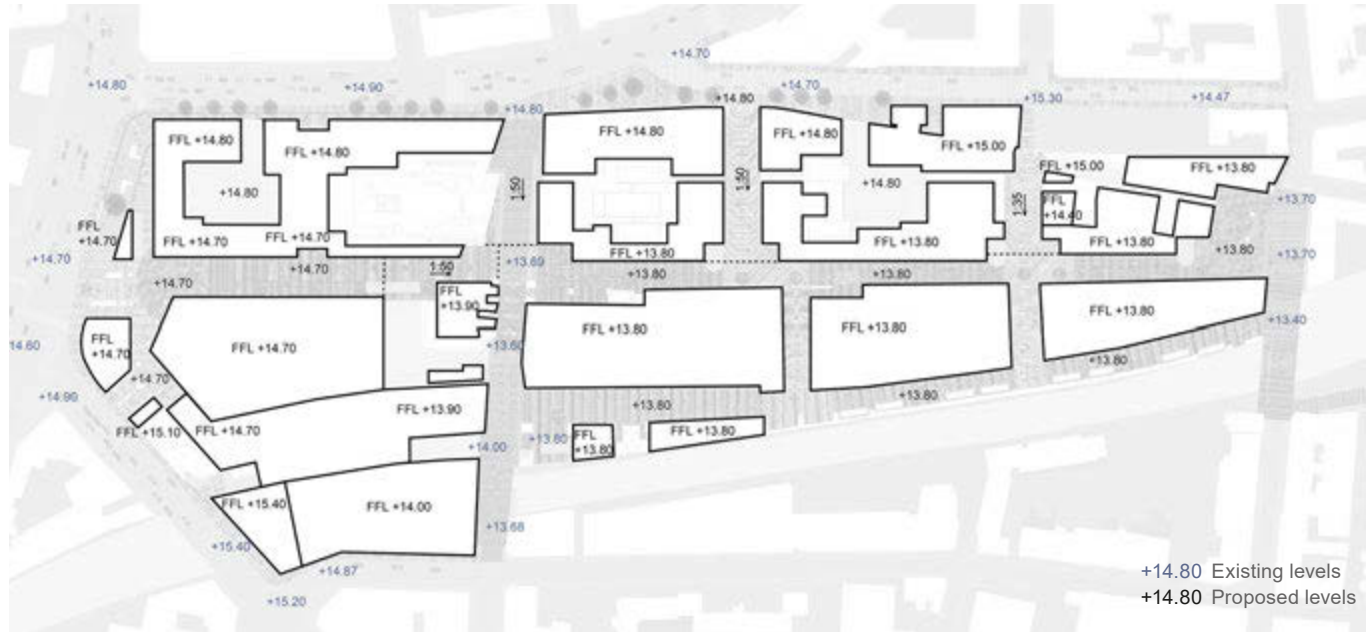 +14.70
+14.80
+14.90
+14.70
+14.80
+14.80
+15.30
+14.47
FFL +14.80
FFL +14.80
FFL +14.80
FFL +14.80
FFL +15.00
FFL +15.00
FFL +13.80
+14.80
1:50
1:50
+14.80
1:35
FFL
+14.40
+13.70
FFL
+14.70
FFL +14.70
FFL +14.70
FFL +13.80
FFL +13.80
FFL +13.80
+13.80
+14.70
+13.69
+13.70
+14.70
1:50
+13.80
+13.80
+14.70
FFL
+13.90
FFL +13.80
FFL +13.80
FFL +13.80
+13.40
14.60
FFL
+14.70
FFL +14.70
+13.60
+13.80
+14.70
+14.99
FFL +13.90
+13.80
+13.80
FFL +15.10
FFL +14.70
+14.00
+13.80
FFL
+13.80
FFL +13.80
FFL +15.40
FFL +14.00
+13.68
+15.40
+14.87
+15.20
+14.80 Existing levels
+14.80 Proposed levels